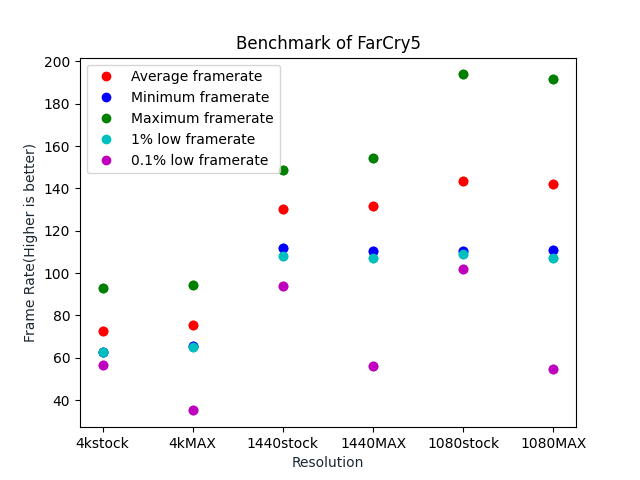 Benchmark of FarCry5
200
180
160
140
120
100
80
60
40
Frame Rate(Higher is better)
Average framerate
Minimum framerate
Maximum framerate
1% low framerate
0.1% low framerate
4kstock 4kMAX 1440stock 1440MAX 1080stock 1080MAX
Resolution